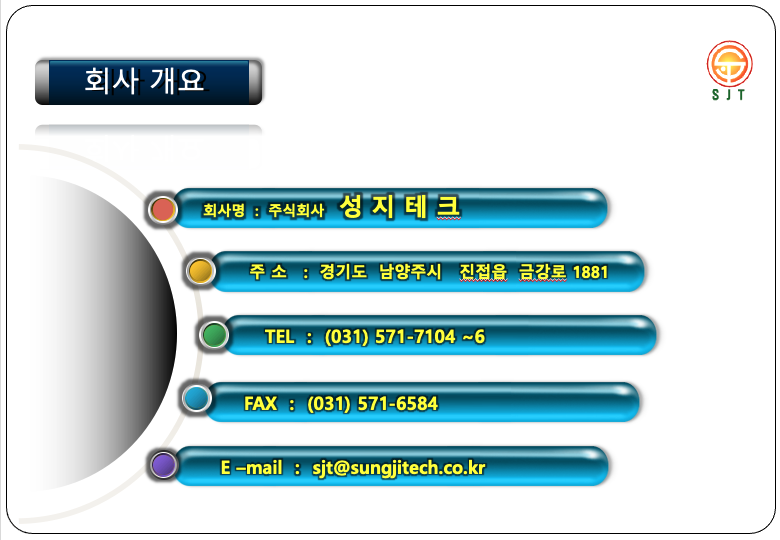 회사 개요
S J T
회사명 : 주식회사 성 지 테 크
주 소 : 경기도 남양주시 진접읍 금강로 1881
TEL : (031) 571-7104 ~6
FAX : (031) 571-6584
E –mail : sjt@sungjitech.co.kr